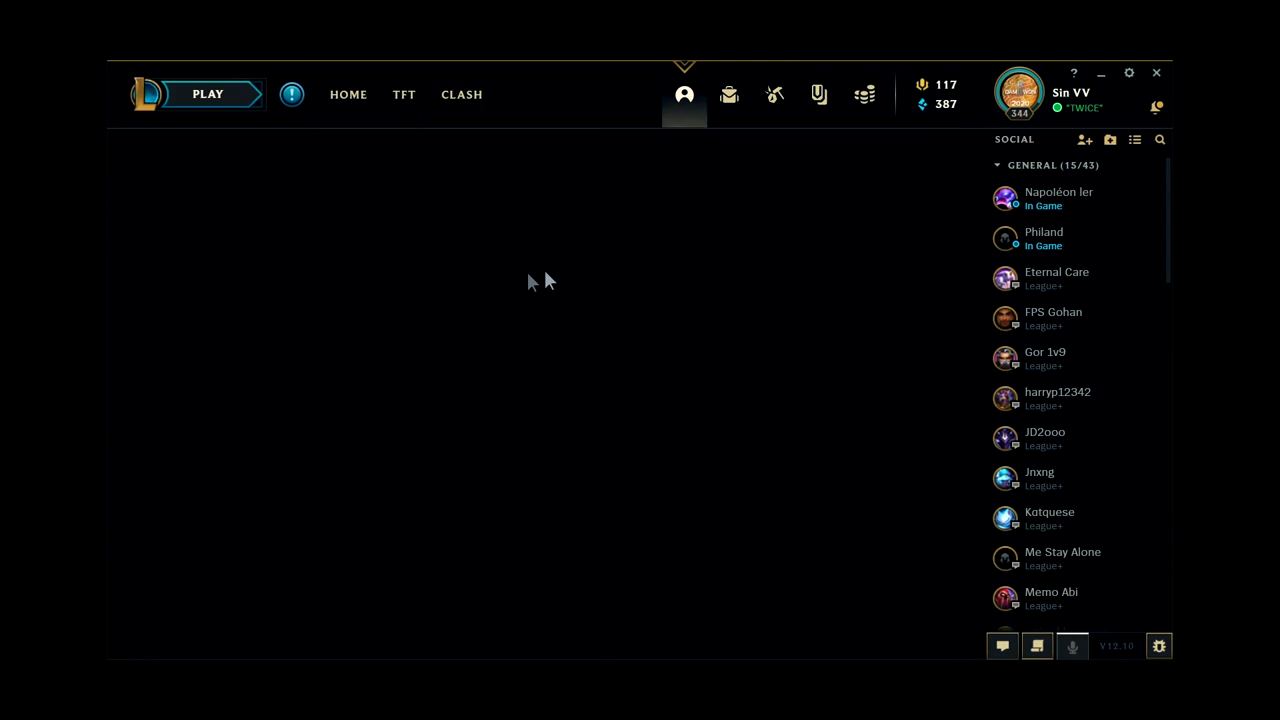 PLAY
HOME
TFT
CLASH
117
387
2020
344
Sin VV
"TWICE"
SOCIAL
GENERAL (15/43)
Napoléon ler
In Game
Philand
In Game
Eternal Care
League+
FPS Gohan
League+
Gor 1v9
League+
harryp12342
League+
JD2ooo
League+
Jnxng
League+
Katquese
League+
Me Stay Alone
League+
Memo Abi
League+
V12.10